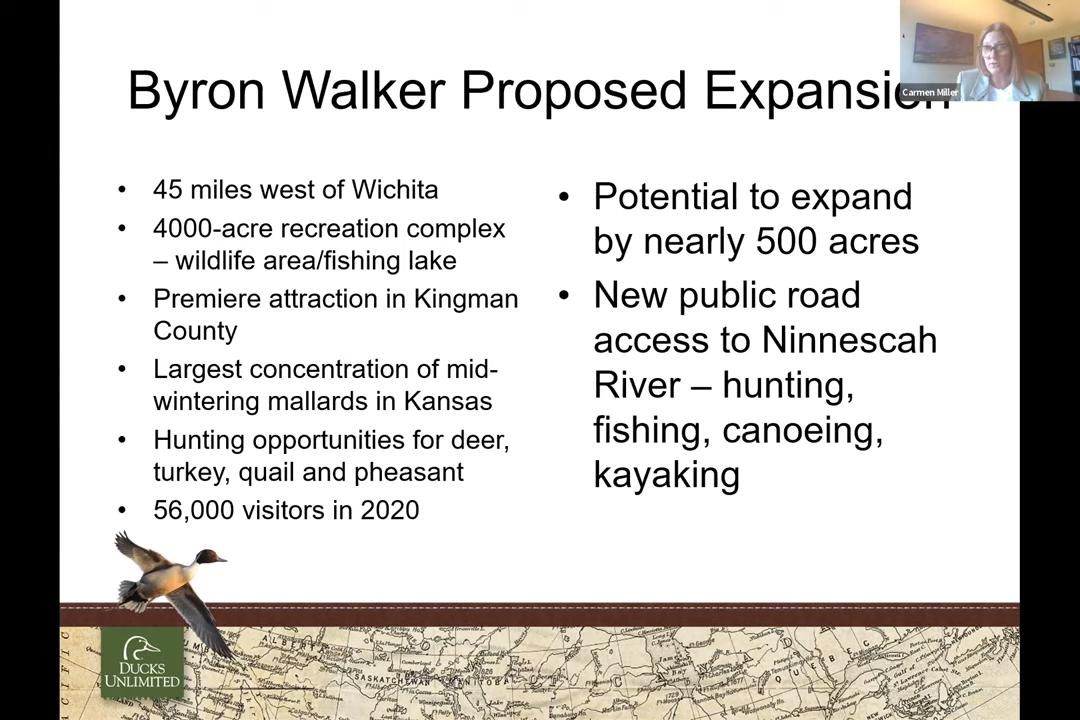 Byron Walker Proposed Expansion
Carmen Miller
• 45 miles west of Wichita
• 4000-acre recreation complex
– wildlife area/fishing lake
• Premiere attraction in Kingman
County
• Largest concentration of mid-
wintering mallards in Kansas
• Hunting opportunities for deer,
turkey, quail and pheasant
• 56,000 visitors in 2020
• Potential to expand
by nearly 500 acres
• New public road
access to Ninnescah
River – hunting,
fishing, canoeing,
kayaking
DUCKS
UNLIMITED
SASKATCHEWAN
MANITOBA